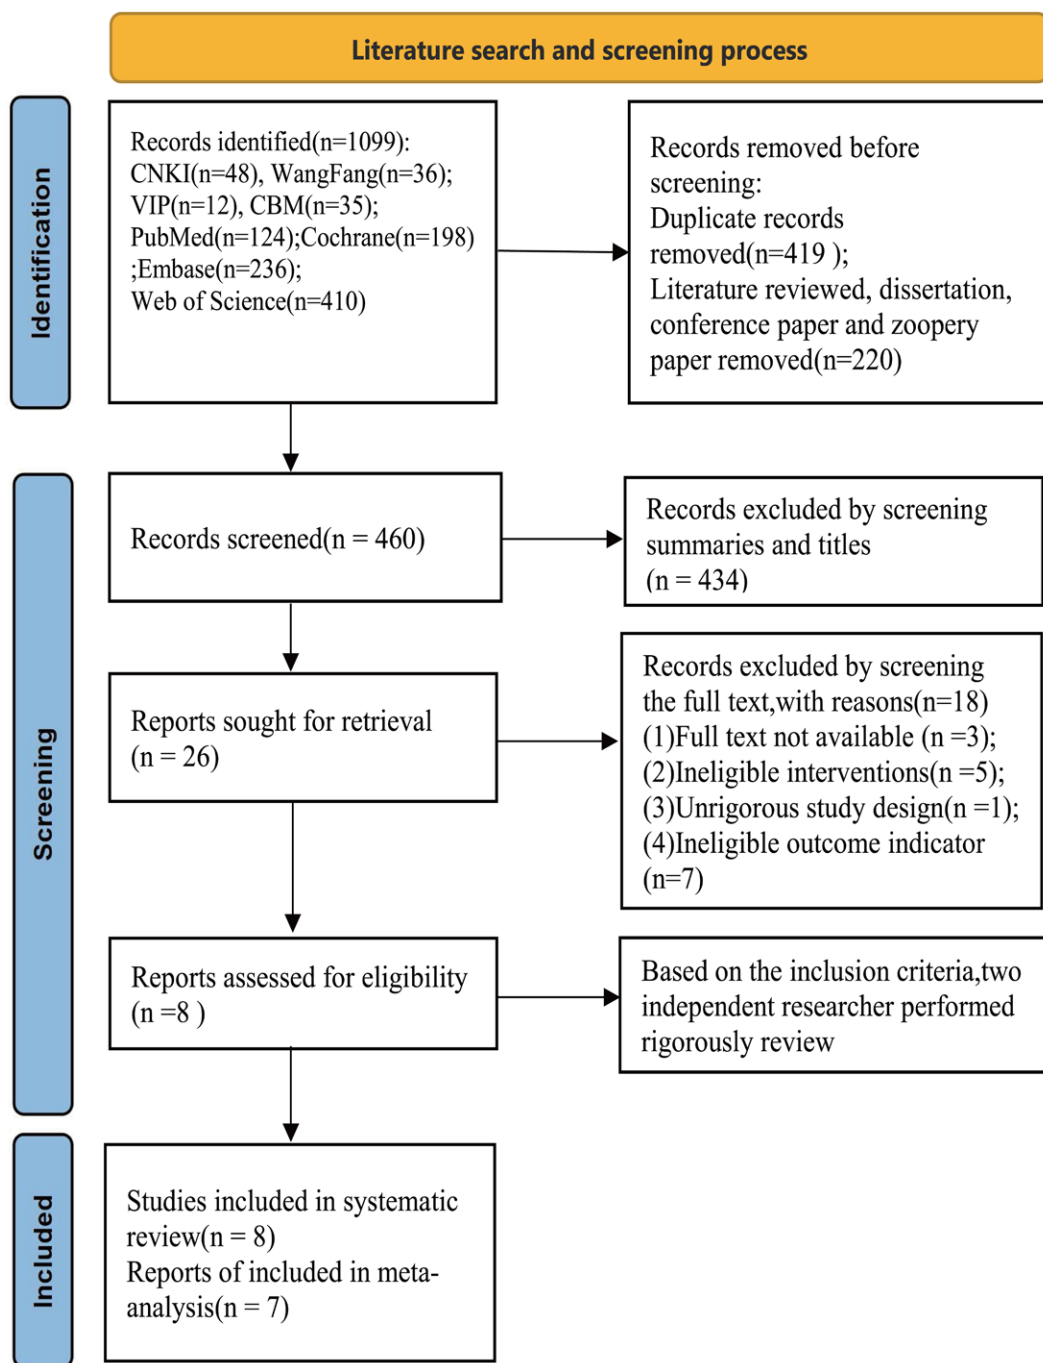 Literature search and screening process
Identification
Records identified(n=1099):
CNKI(n=48), WangFang(n=36);
VIP(n=12), CBM(n=35);
PubMed(n=124);Cochrane(n=198)
;Embase(n=236);
Web of Science(n=410)
Records removed before
screening:
Duplicate records
removed(n=419 );
Literature reviewed, dissertation,
conference paper and zoopery
paper removed(n=220)
Screening
Records screened(n = 460)
Records excluded by screening
summaries and titles
(n = 434)
Reports sought for retrieval
(n = 26)
Records excluded by screening
the full text,with reasons(n=18)
(1)Full text not available (n =3);
(2)Ineligible interventions(n =5);
(3)Unrigorous study design(n =1);
(4)Ineligible outcome indicator
(n=7)
Reports assessed for eligibility
(n =8 )
Based on the inclusion criteria,two
independent researcher performed
rigorously review
Included
Studies included in systematic
review(n = 8)
Reports of included in meta-
analysis(n = 7)